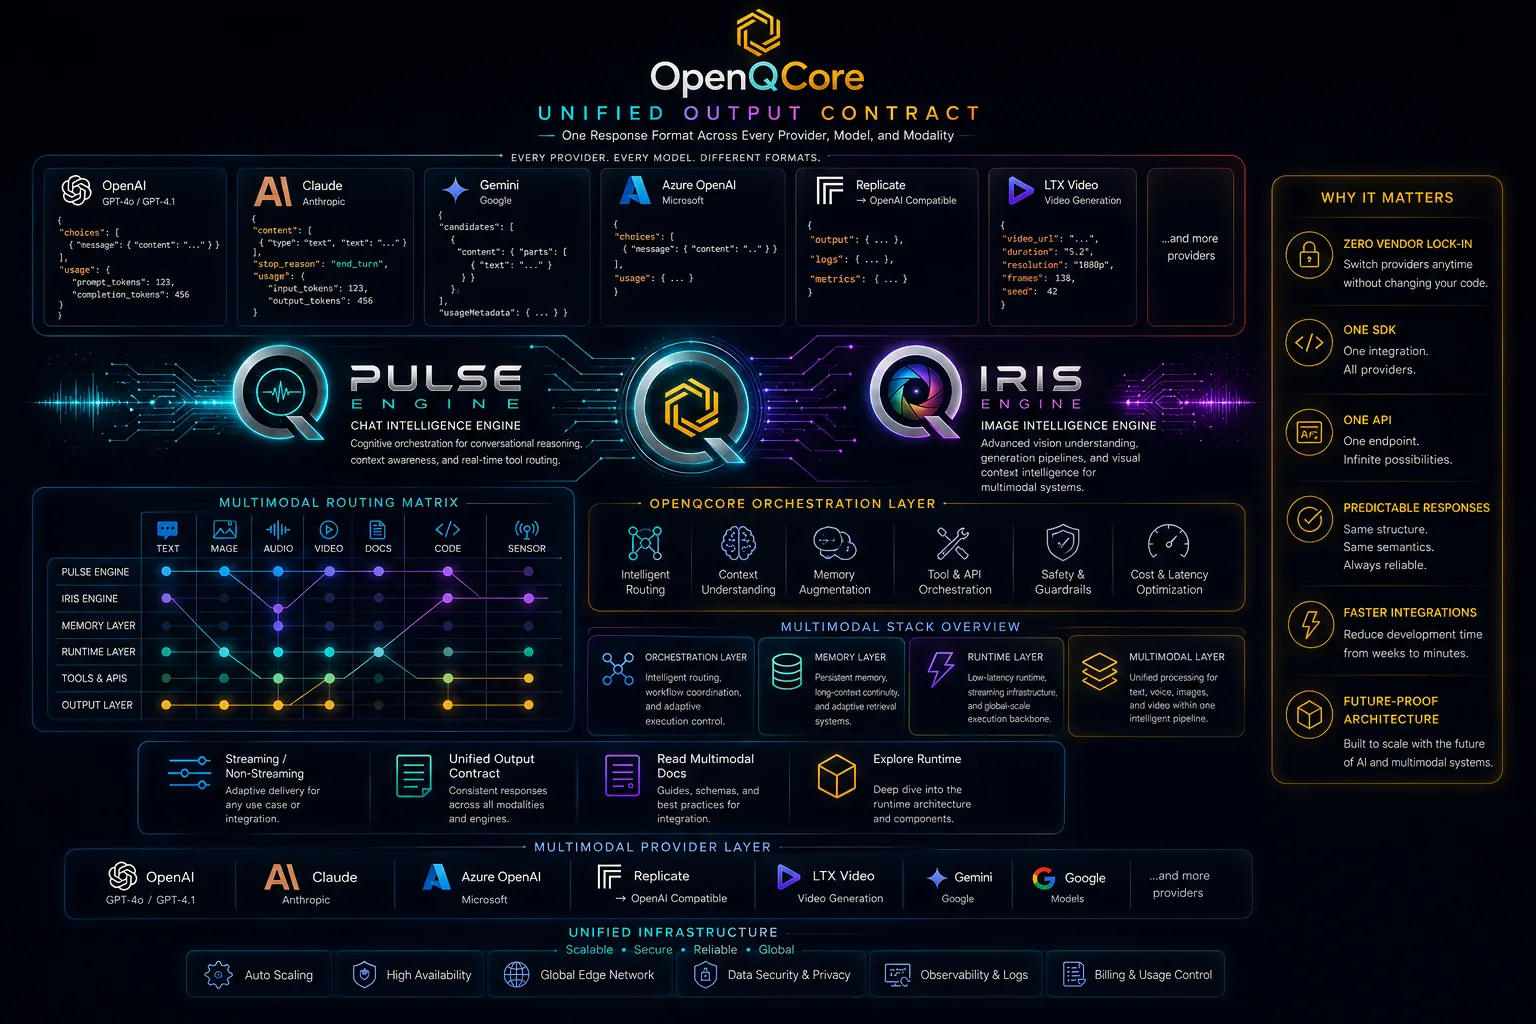 OpenQCore
UNIFIED OUTPUT CONTRACT
One Response Format Across Every Provider, Model, and Modality
EVERY PROVIDER. EVERY MODEL. DIFFERENT FORMATS.
OpenAI
GPT-4o / GPT-4.1
{
"choices": [
{ "message": { "content": "..." } }
],
"usage": {
"prompt_tokens": 123,
"completion_tokens": 456
}
}
Claude
Anthropic
{
"content": [
{ "type": "text", "text": "..." }
],
"stop_reason": "end_turn",
"usage": {
"input_tokens": 123,
"output_tokens": 456
}
Gemini
Google
{
"candidates": [
{
"content": { "parts": [
{ "text": "..." }
] }
}
],
"usageMetadata": { ... } }
Azure OpenAI
Microsoft
{
"choices": [
{ "message": { "content": ".." } }
],
"usage": { ... }
}
Replicate
→ OpenAI Compatible
{
"output": { ... },
"logs": { ... },
"metrics": { ... }
}
LTX Video
Video Generation
{
"video_url": "...",
"duration": "5.2",
"resolution": "1080p",
"frames": 138,
"seed": 42
}
...and more
providers
PULSE
ENGINE
CHAT INTELLIGENCE ENGINE
Cognitive orchestration for conversational reasoning,
context awareness, and real-time tool routing.
IRIS
ENGINE
IMAGE INTELLIGENCE ENGINE
Advanced vision understanding,
generation pipelines, and visual
context intelligence for
multimodal systems.
WHY IT MATTERS
ZERO VENDOR LOCK-IN
Switch providers anytime
without changing your code.
ONE SDK
One integration.
All providers.
ONE API
One endpoint.
Infinite possibilities.
PREDICTABLE RESPONSES
Same structure.
Same semantics.
Always reliable.
FASTER INTEGRATIONS
Reduce development time
from weeks to minutes.
FUTURE-PROOF
ARCHITECTURE
Built to scale with the future
of AI and multimodal systems.
MULTIMODAL ROUTING MATRIX
TEXT
MAGE
AUDIO
VIDEO
DOCS
CODE
SENSOR
PULSE ENGINE
IRIS ENGINE
MEMORY LAYER
RUNTIME LAYER
TOOLS & APIS
OUTPUT LAYER
OPENQCORE ORCHESTRATION LAYER
Intelligent
Routing
Context
Understanding
Memory
Augmentation
Tool & API
Orchestration
Safety &
Guardrails
Cost & Latency
Optimization
MULTIMODAL STACK OVERVIEW
ORCHESTRATION LAYER
Intelligent routing,
workflow coordination,
and adaptive
execution control.
MEMORY LAYER
Persistent memory,
long-context continuity,
and adaptive retrieval
systems.
RUNTIME LAYER
Low-latency runtime,
streaming infrastructure,
and global-scale
execution backbone.
MULTIMODAL LAYER
Unified processing for
text, voice, images,
and video within one
intelligent pipeline.
Streaming /
Non-Streaming
Adaptive delivery for
any use case or
integration.
Unified Output
Contract
Consistent responses
across all modalities
and engines.
Read Multimodal
Docs
Guides, schemas, and
best practices for
integration.
Explore Runtime
Deep dive into the
runtime architecture
and components.
MULTIMODAL PROVIDER LAYER
OpenAI
GPT-4o / GPT-4.1
Claude
Anthropic
Azure OpenAI
Microsoft
Replicate
→ OpenAI Compatible
LTX Video
Video Generation
Gemini
Google
Google
Models
...and more
providers
UNIFIED INFRASTRUCTURE
Scalable • Secure • Reliable • Global
Auto Scaling
High Availability
Global Edge Network
Data Security & Privacy
Observability & Logs
Billing & Usage Control